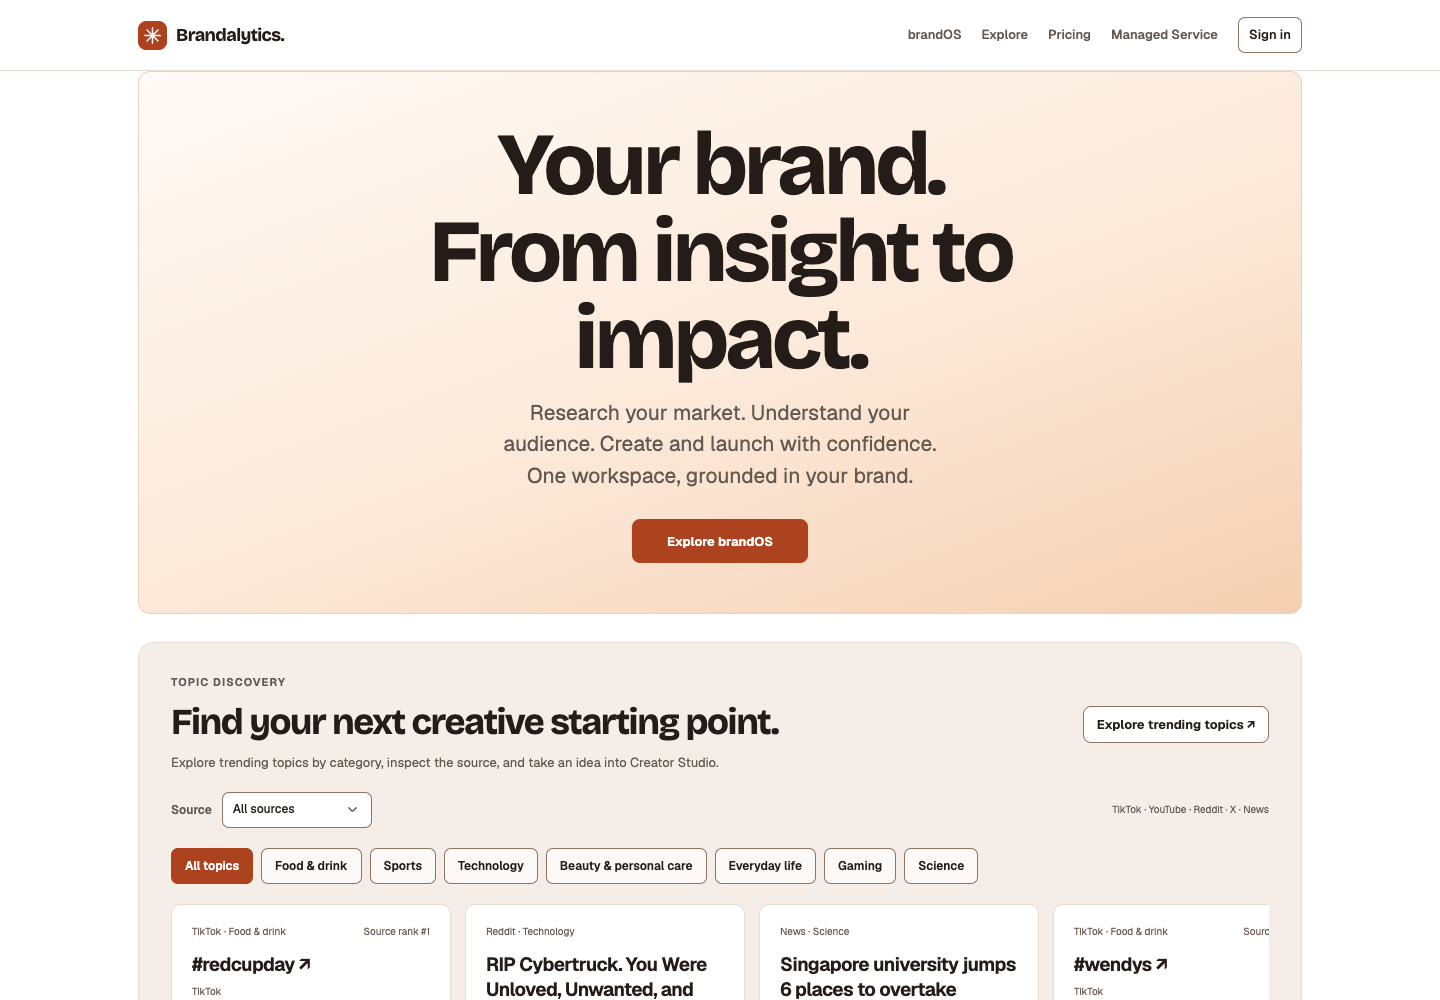 Brandalytics.
brandOS Explore Pricing Managed Service Sign in
Your brand.
From insight to
impact.
Research your market. Understand your
audience. Create and launch with confidence.
One workspace, grounded in your brand.
Explore brandOS
TOPIC DISCOVERY
Find your next creative starting point.
Explore trending topics ↗
Explore trending topics by category, inspect the source, and take an idea into Creator Studio.
Source All sources
TikTok · YouTube · Reddit · X · News
All topics Food & drink Sports Technology Beauty & personal care Everyday life Gaming Science
TikTok · Food & drink Source rank #1
#redcupday ↗
TikTok
Reddit · Technology
RIP Cybertruck. You Were
Unloved, Unwanted, and
News · Science
Singapore university jumps
6 places to overtake
TikTok · Food & drink Sourc
#wendys ↗
TikTok